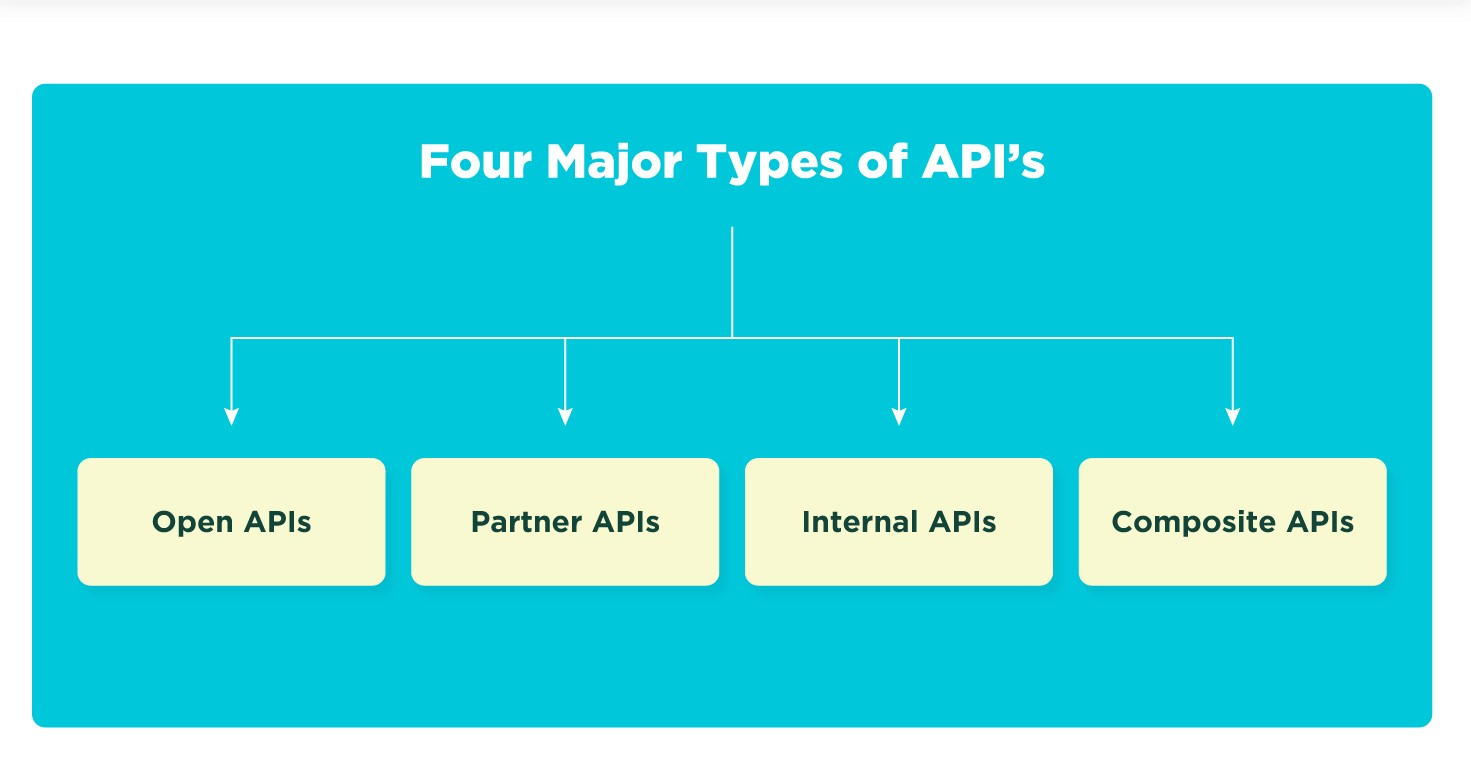 Four Major Types of API’s
Open APIs
Partner APIs
Internal APIs
Composite APIs